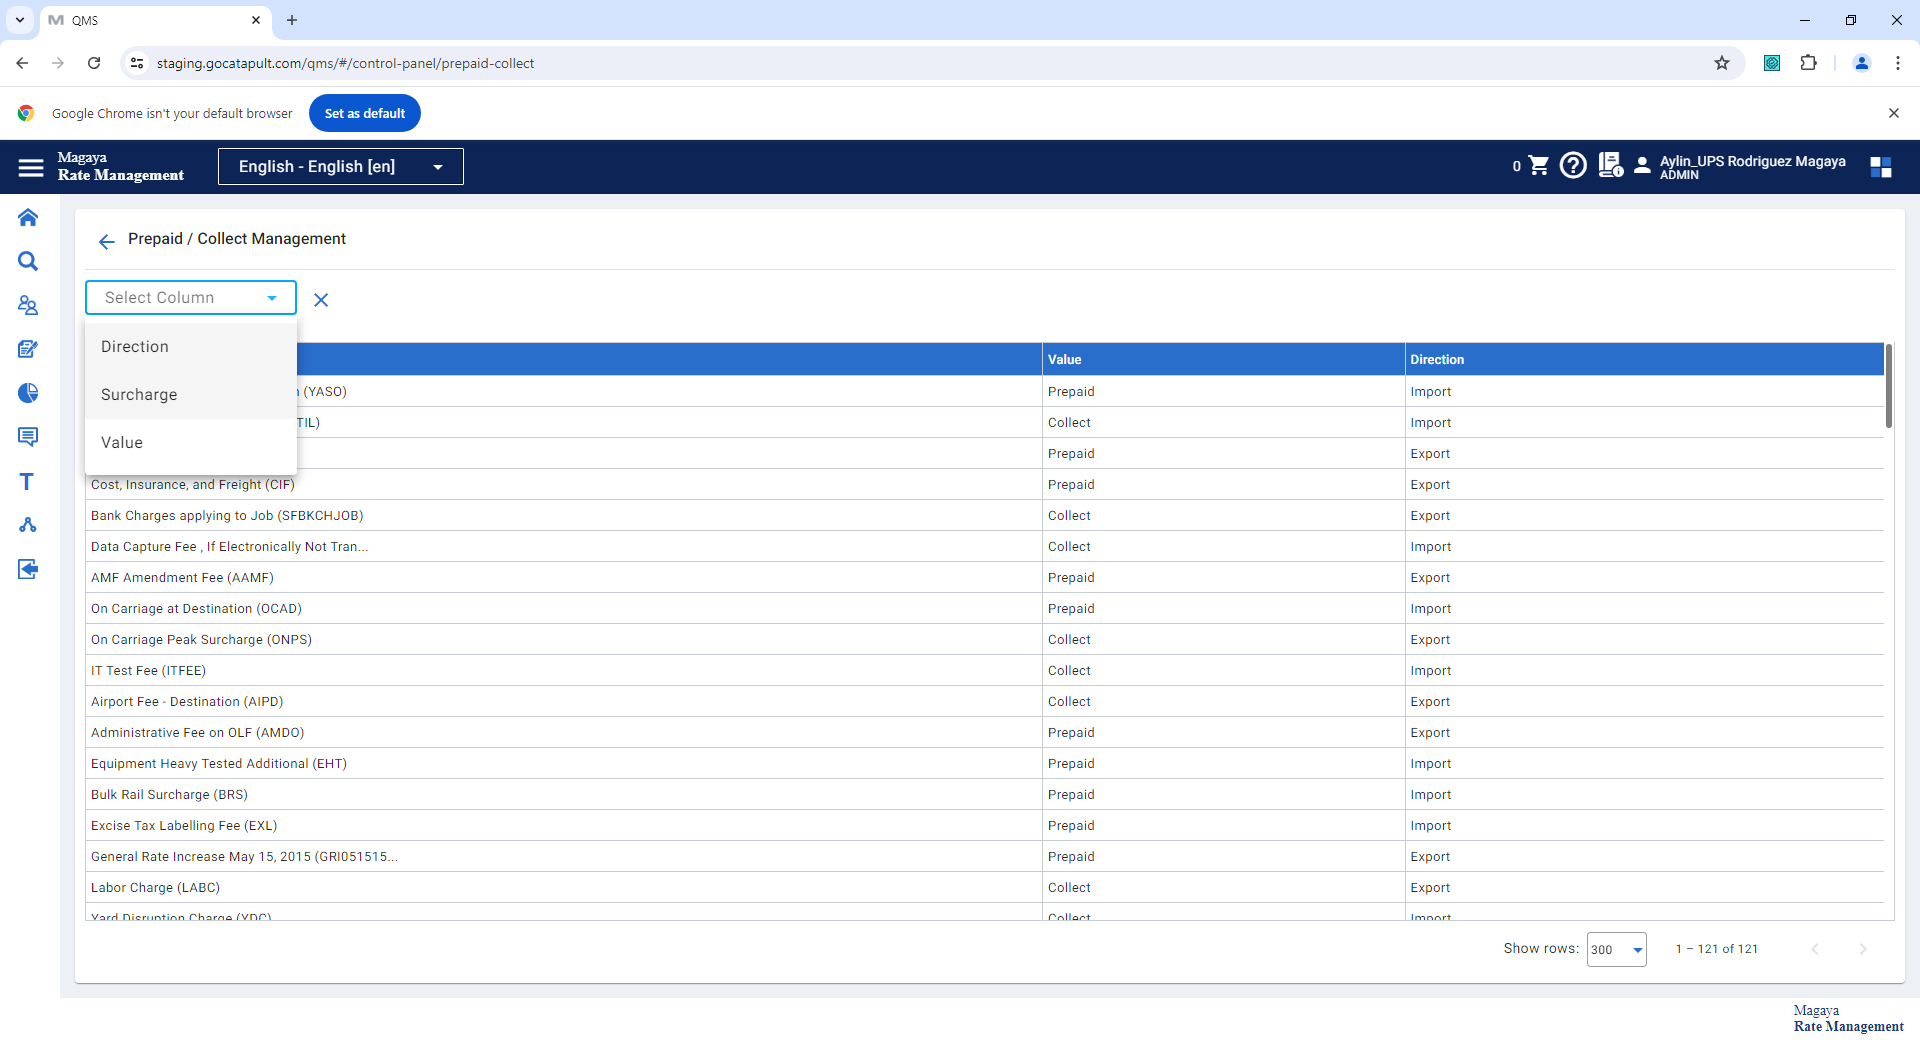 QMS
staging.gocatapult.com/qms/#/control-panel/prepaid-collect
Google Chrome isn't your default browser
Set as default
Magaya
Rate Management
English - English [en]
0
Aylin_UPS Rodriguez Magaya
ADMIN
Prepaid / Collect Management
Select Column
Direction
Surcharge
Value
Value Direction
(YASO) Prepaid Import
TIL) Collect Import
Prepaid Export
Cost, Insurance, and Freight (CIF) Prepaid Export
Bank Charges applying to Job (SFBKCHJOB) Collect Export
Data Capture Fee , If Electronically Not Tran... Collect Import
AMF Amendment Fee (AAMF) Prepaid Export
On Carriage at Destination (OCAD) Prepaid Import
On Carriage Peak Surcharge (ONPS) Collect Export
IT Test Fee (ITFEE) Collect Import
Airport Fee - Destination (AIPD) Collect Export
Administrative Fee on OLF (AMDO) Prepaid Export
Equipment Heavy Tested Additional (EHT) Prepaid Import
Bulk Rail Surcharge (BRS) Prepaid Import
Excise Tax Labelling Fee (EXL) Prepaid Import
General Rate Increase May 15, 2015 (GRI051515... Prepaid Export
Labor Charge (LABC) Collect Export
Yard Disruption Charge (YDC) Collect Import
Show rows: 300 1 – 121 of 121
Magaya
Rate Management